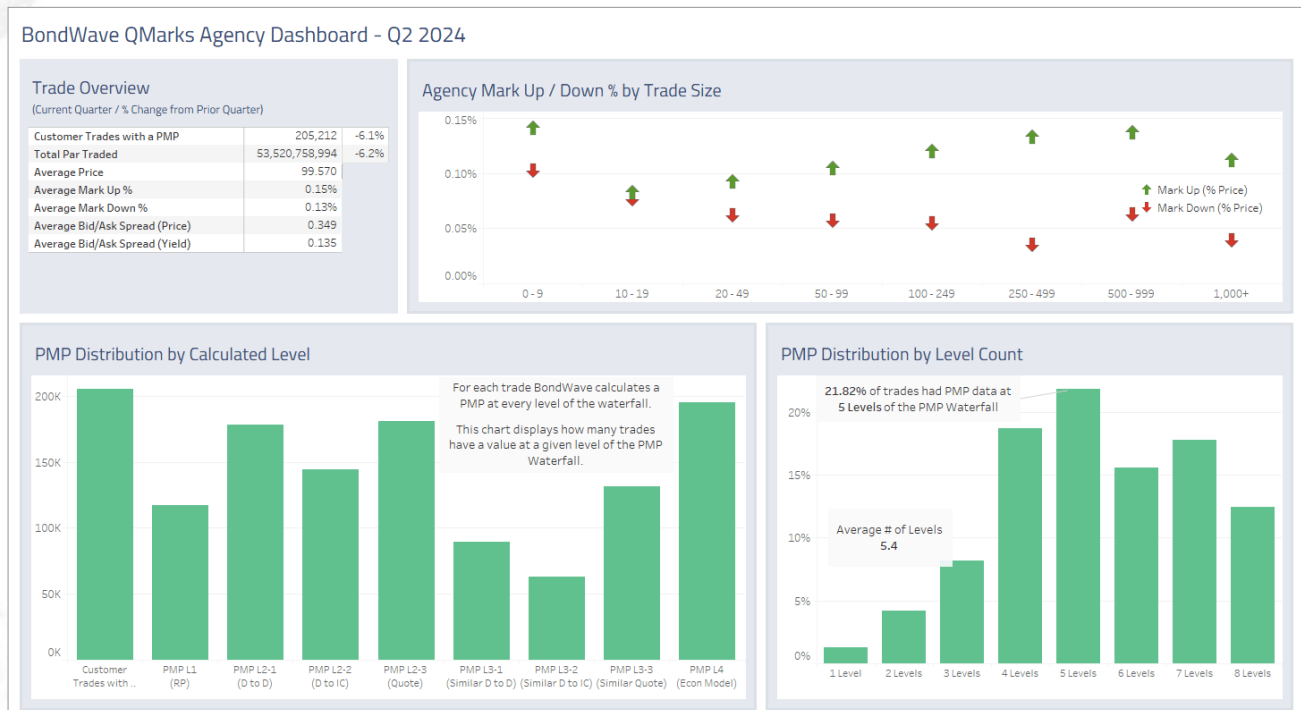 BondWave QMarks Agency Dashboard - Q2 2024
Trade Overview
(Current Quarter / % Change from Prior Quarter)
Customer Trades with a PMP 205,212 -6.1%
Total Par Traded 53,520,758,994 -6.2%
Average Price 99.570
Average Mark Up % 0.15%
Average Mark Down % 0.13%
Average Bid/Ask Spread (Price) 0.349
Average Bid/Ask Spread (Yield) 0.135
Agency Mark Up / Down % by Trade Size
0.15%
0.10%
0.05%
0.00%
Mark Up (% Price)
Mark Down (% Price)
0 - 9 10 - 19 20 - 49 50 - 99 100 - 249 250 - 499 500 - 999 1,000+
PMP Distribution by Calculated Level
For each trade BondWave calculates a
PMP at every level of the waterfall.
This chart displays how many trades
have a value at a given level of the PMP
Waterfall.
200K
150K
100K
50K
0K
Customer PMP L1 PMP L2-1 PMP L2-2 PMP L2-3 PMP L3-1 PMP L3-2 PMP L3-3 PMP L4
Trades with .. (RP) (D to D) (D to IC) (Quote) (Similar D to D) (Similar D to IC) (Similar Quote) (Econ Model)
PMP Distribution by Level Count
21.82% of trades had PMP data at
5 Levels of the PMP Waterfall
Average # of Levels
5.4
20%
15%
10%
5%
0%
1 Level 2 Levels 3 Levels 4 Levels 5 Levels 6 Levels 7 Levels 8 Levels